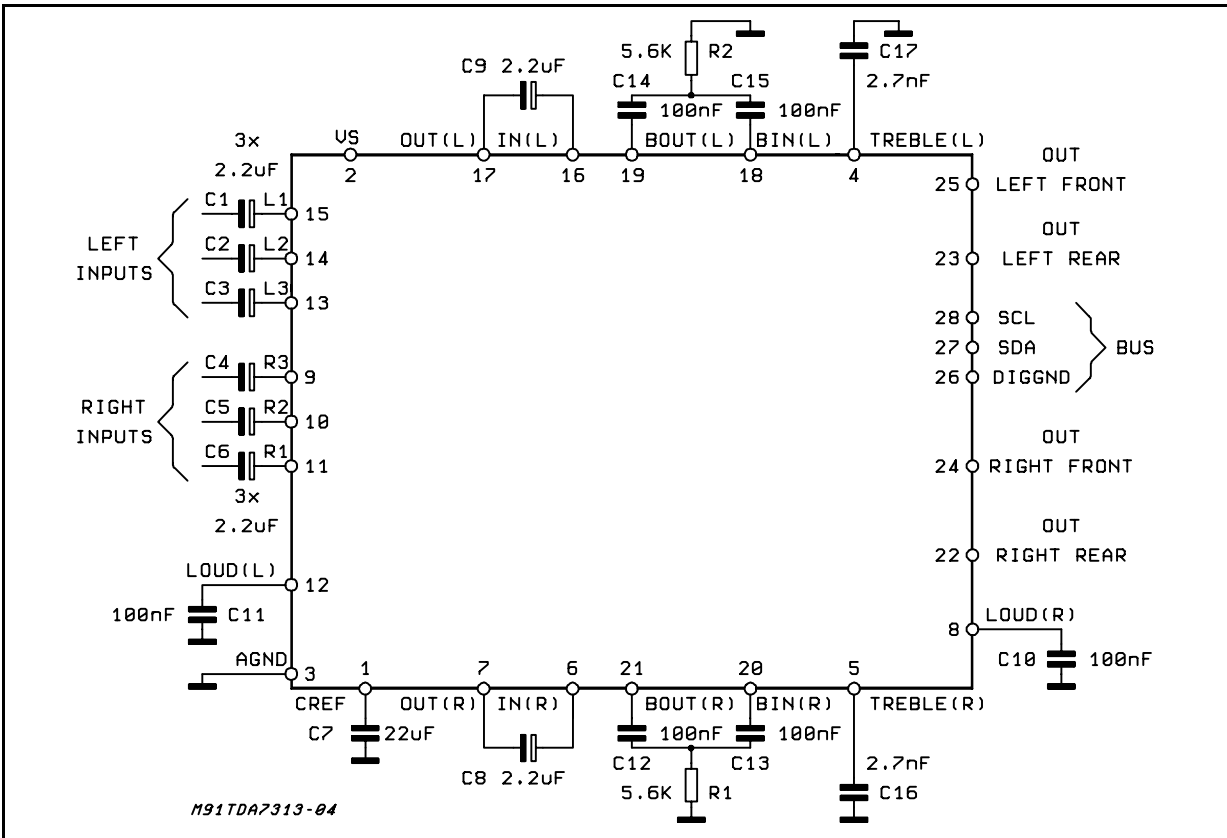 5.6K R2
C17
C9 2.2uF
C14 C15
2.7nF
100nF 100nF
3x
2.2uF
VS OUT(L) IN(L) BOUT(L) BIN(L) TREBLE(L)
2 17 16 19 18 4
OUT
25 LEFT FRONT
C1 L1 15
OUT
LEFT
INPUTS
C2 L2 14
23 LEFT REAR
C3 L3 13
28 SCL
27 SDA
BUS
26 DIGGND
C4 R3 9
RIGHT
INPUTS
C5 R2 10
OUT
C6 R1 11
24 RIGHT FRONT
3x
2.2uF
OUT
22 RIGHT REAR
LOUD(L)
12
100nF C11
LOUD(R)
8
C10 100nF
AGND
3
1 7 6 21 20 5
CREF OUT(R) IN(R) BOUT(R) BIN(R) TREBLE(R)
C7 22uF
100nF 100nF
C12 C13
2.7nF
C8 2.2uF
5.6K R1
C16
M91TDA7313-04